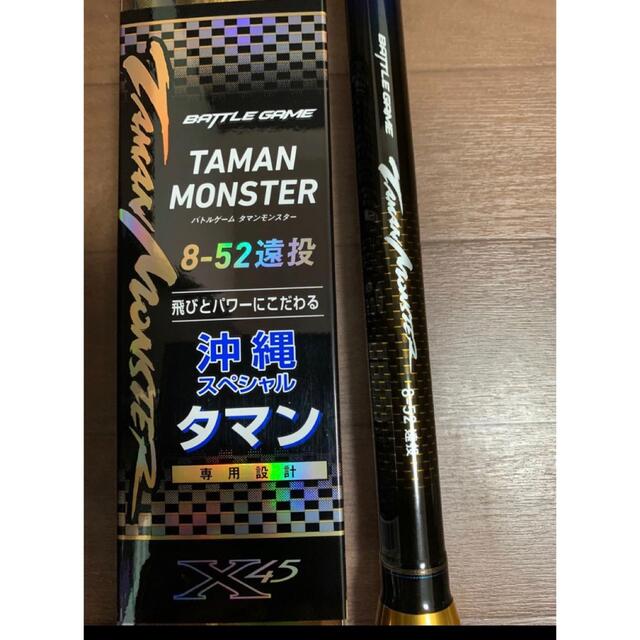 TAMAN MONSTER
BATTLE GAME
TAMAN
MONSTER
バトルゲーム タマンモンスター
8-52遠投
飛びとパワーにこだわる
沖縄
スペシャル
タマン
専用設計
X45
BATTLE GAME
TAMAN MONSTER
8-52 遠投